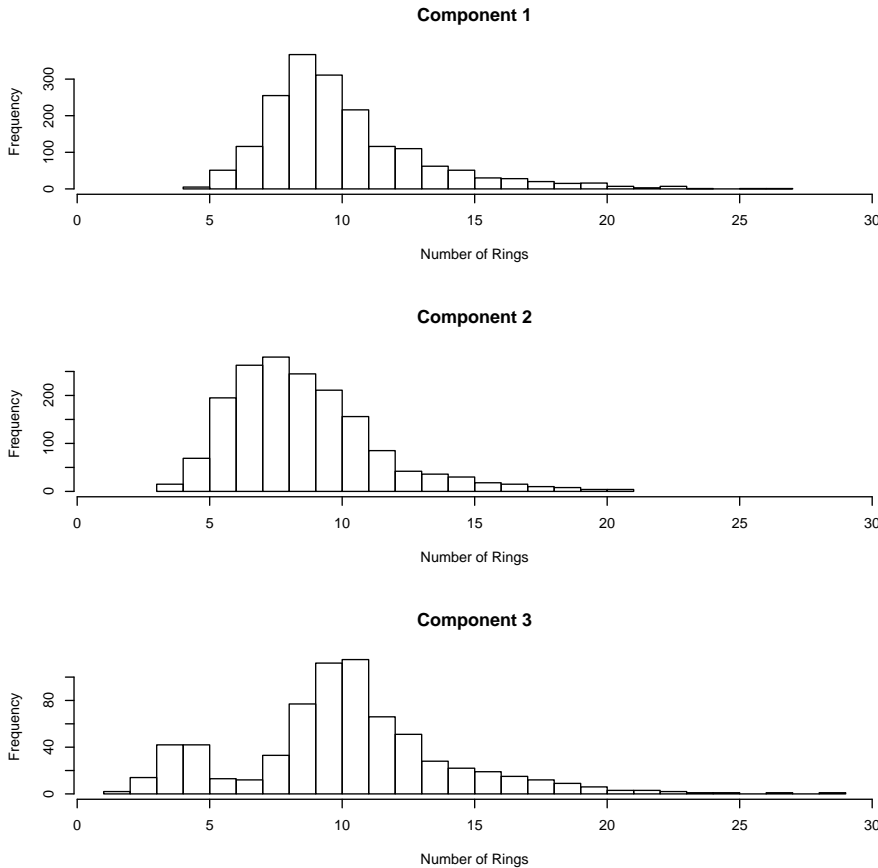 Component 1
Frequency
0 100 200 300
0 5 10 15 20 25 30
Number of Rings
Component 2
Frequency
0 100 200
0 5 10 15 20 25 30
Number of Rings
Component 3
Frequency
0 40 80
0 5 10 15 20 25 30
Number of Rings